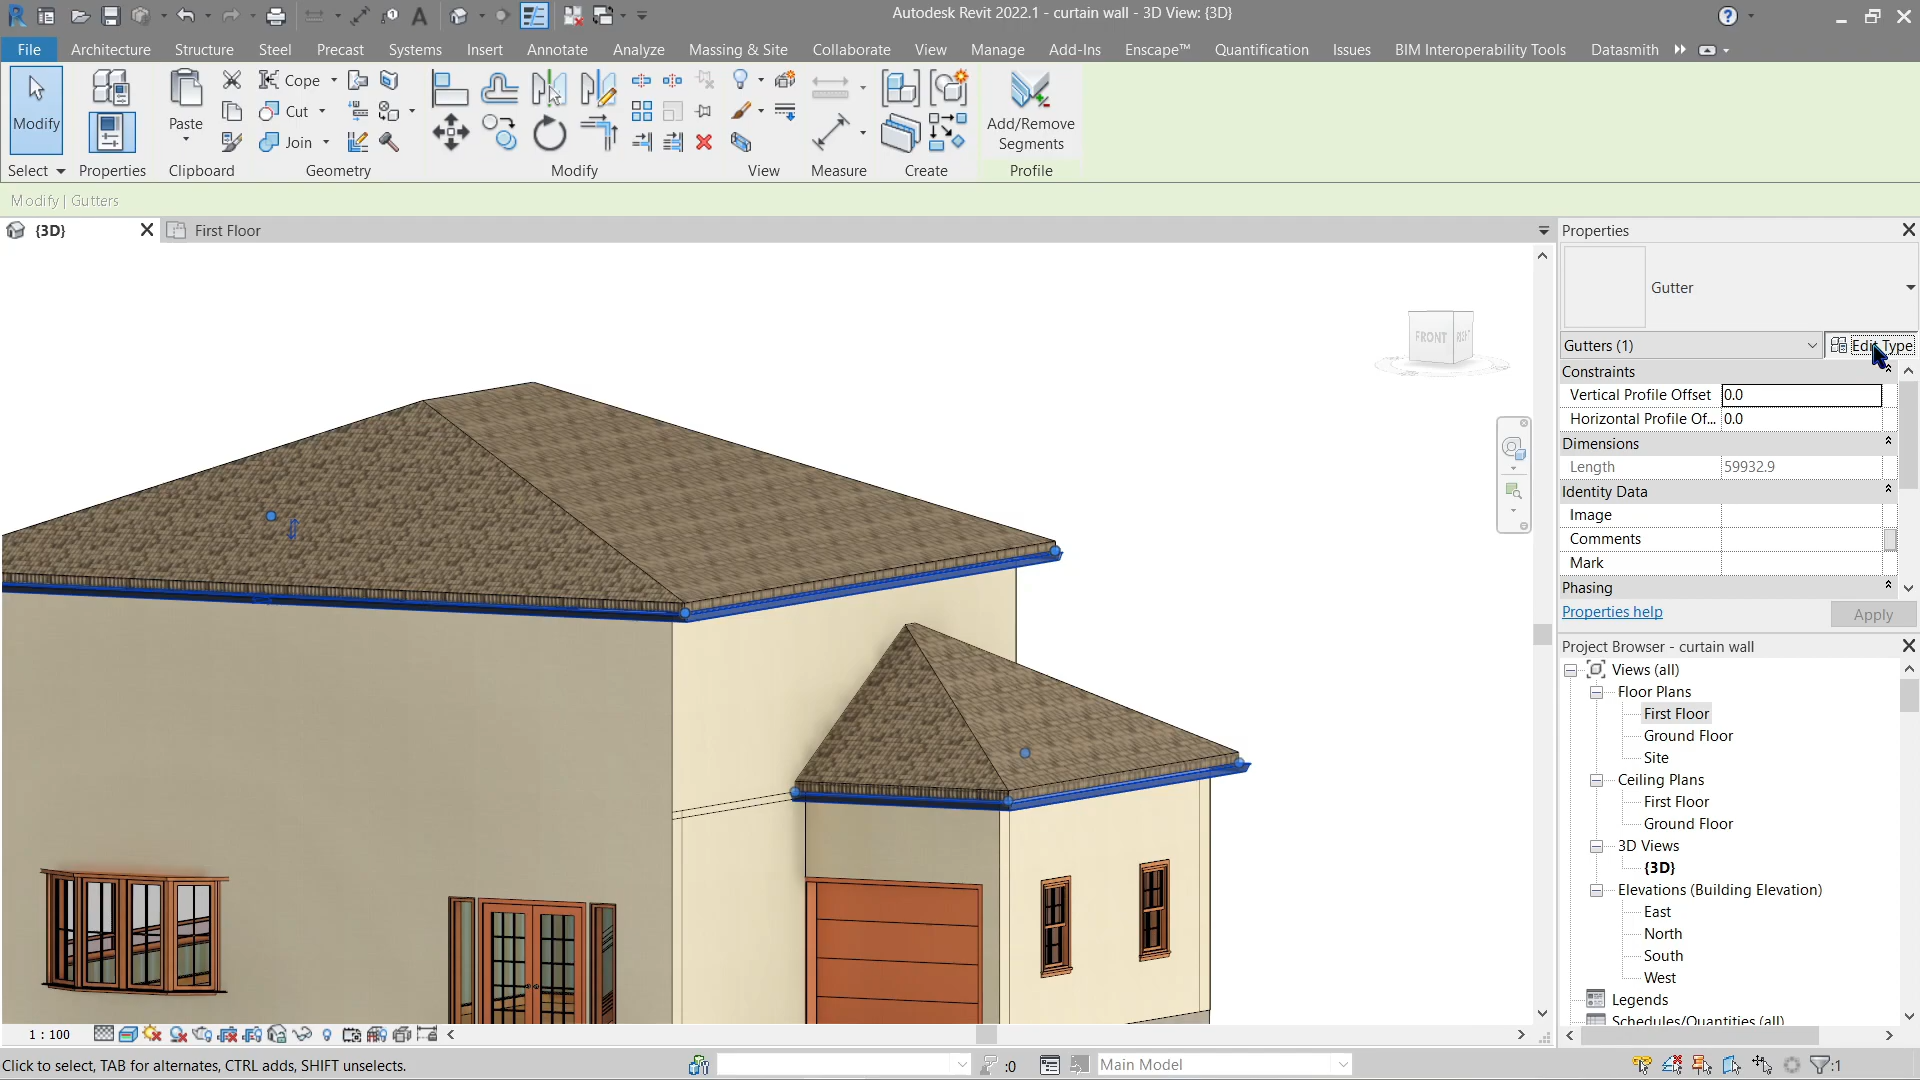 Autodesk Revit 2022.1 - curtain wall - 3D View: {3D}
File Architecture Structure Steel Precast Systems Insert Annotate Analyze Massing & Site Collaborate View Manage Add-Ins Enscape™ Quantification Issues BIM Interoperability Tools Datasmith
Modify
Paste
Cope
Cut
Join
Add/Remove
Segments
Select Properties Clipboard Geometry Modify View Measure Create Profile
Modify | Gutters
{3D}
First Floor
FRONT
RIGHT
Properties
Gutter
Gutters (1)
Edit Type
Constraints
Vertical Profile Offset 0.0
Horizontal Profile Of... 0.0
Dimensions
Length 59932.9
Identity Data
Image
Comments
Mark
Phasing
Properties help
Apply
Project Browser - curtain wall
Views (all)
Floor Plans
First Floor
Ground Floor
Site
Ceiling Plans
First Floor
Ground Floor
3D Views
{3D}
Elevations (Building Elevation)
East
North
South
West
Legends
Schedules/Quantities (all)
1 : 100
Click to select, TAB for alternates, CTRL adds, SHIFT unselects.
:0
Main Model
:1